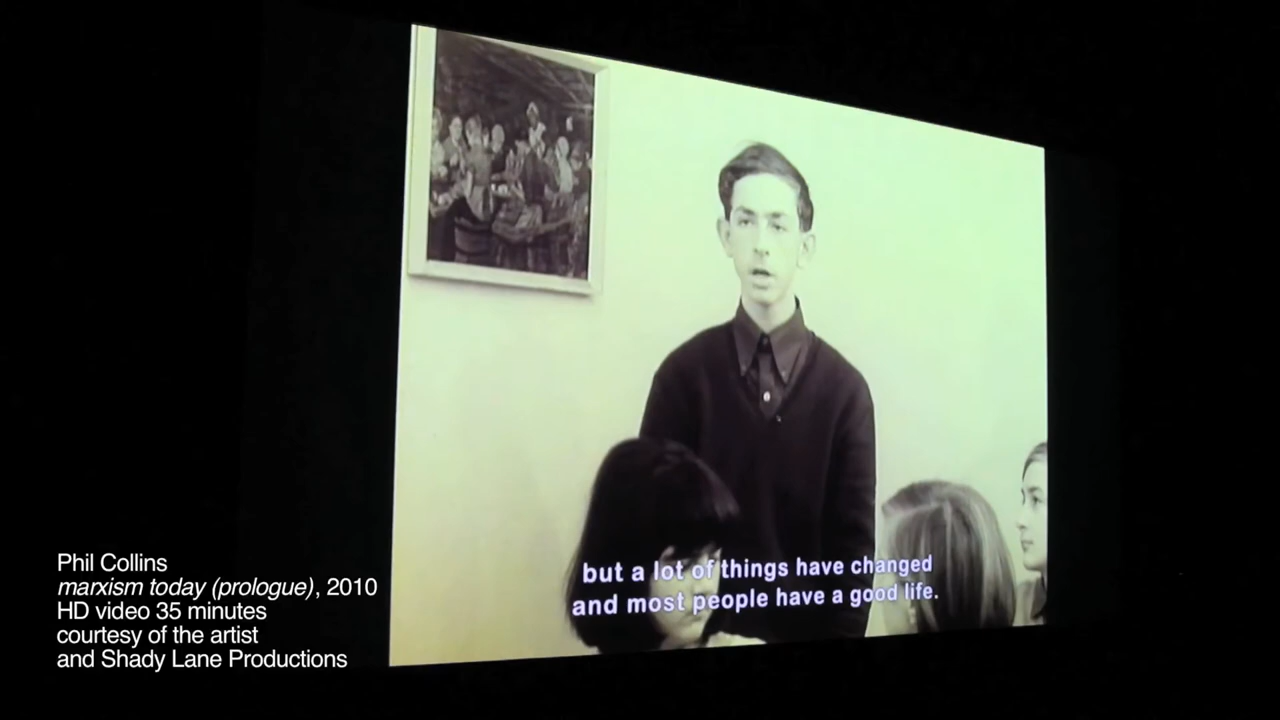 but a lot of things have changed
and most people have a good life.
Phil Collins
marxism today (prologue), 2010
HD video 35 minutes
courtesy of the artist
and Shady Lane Productions